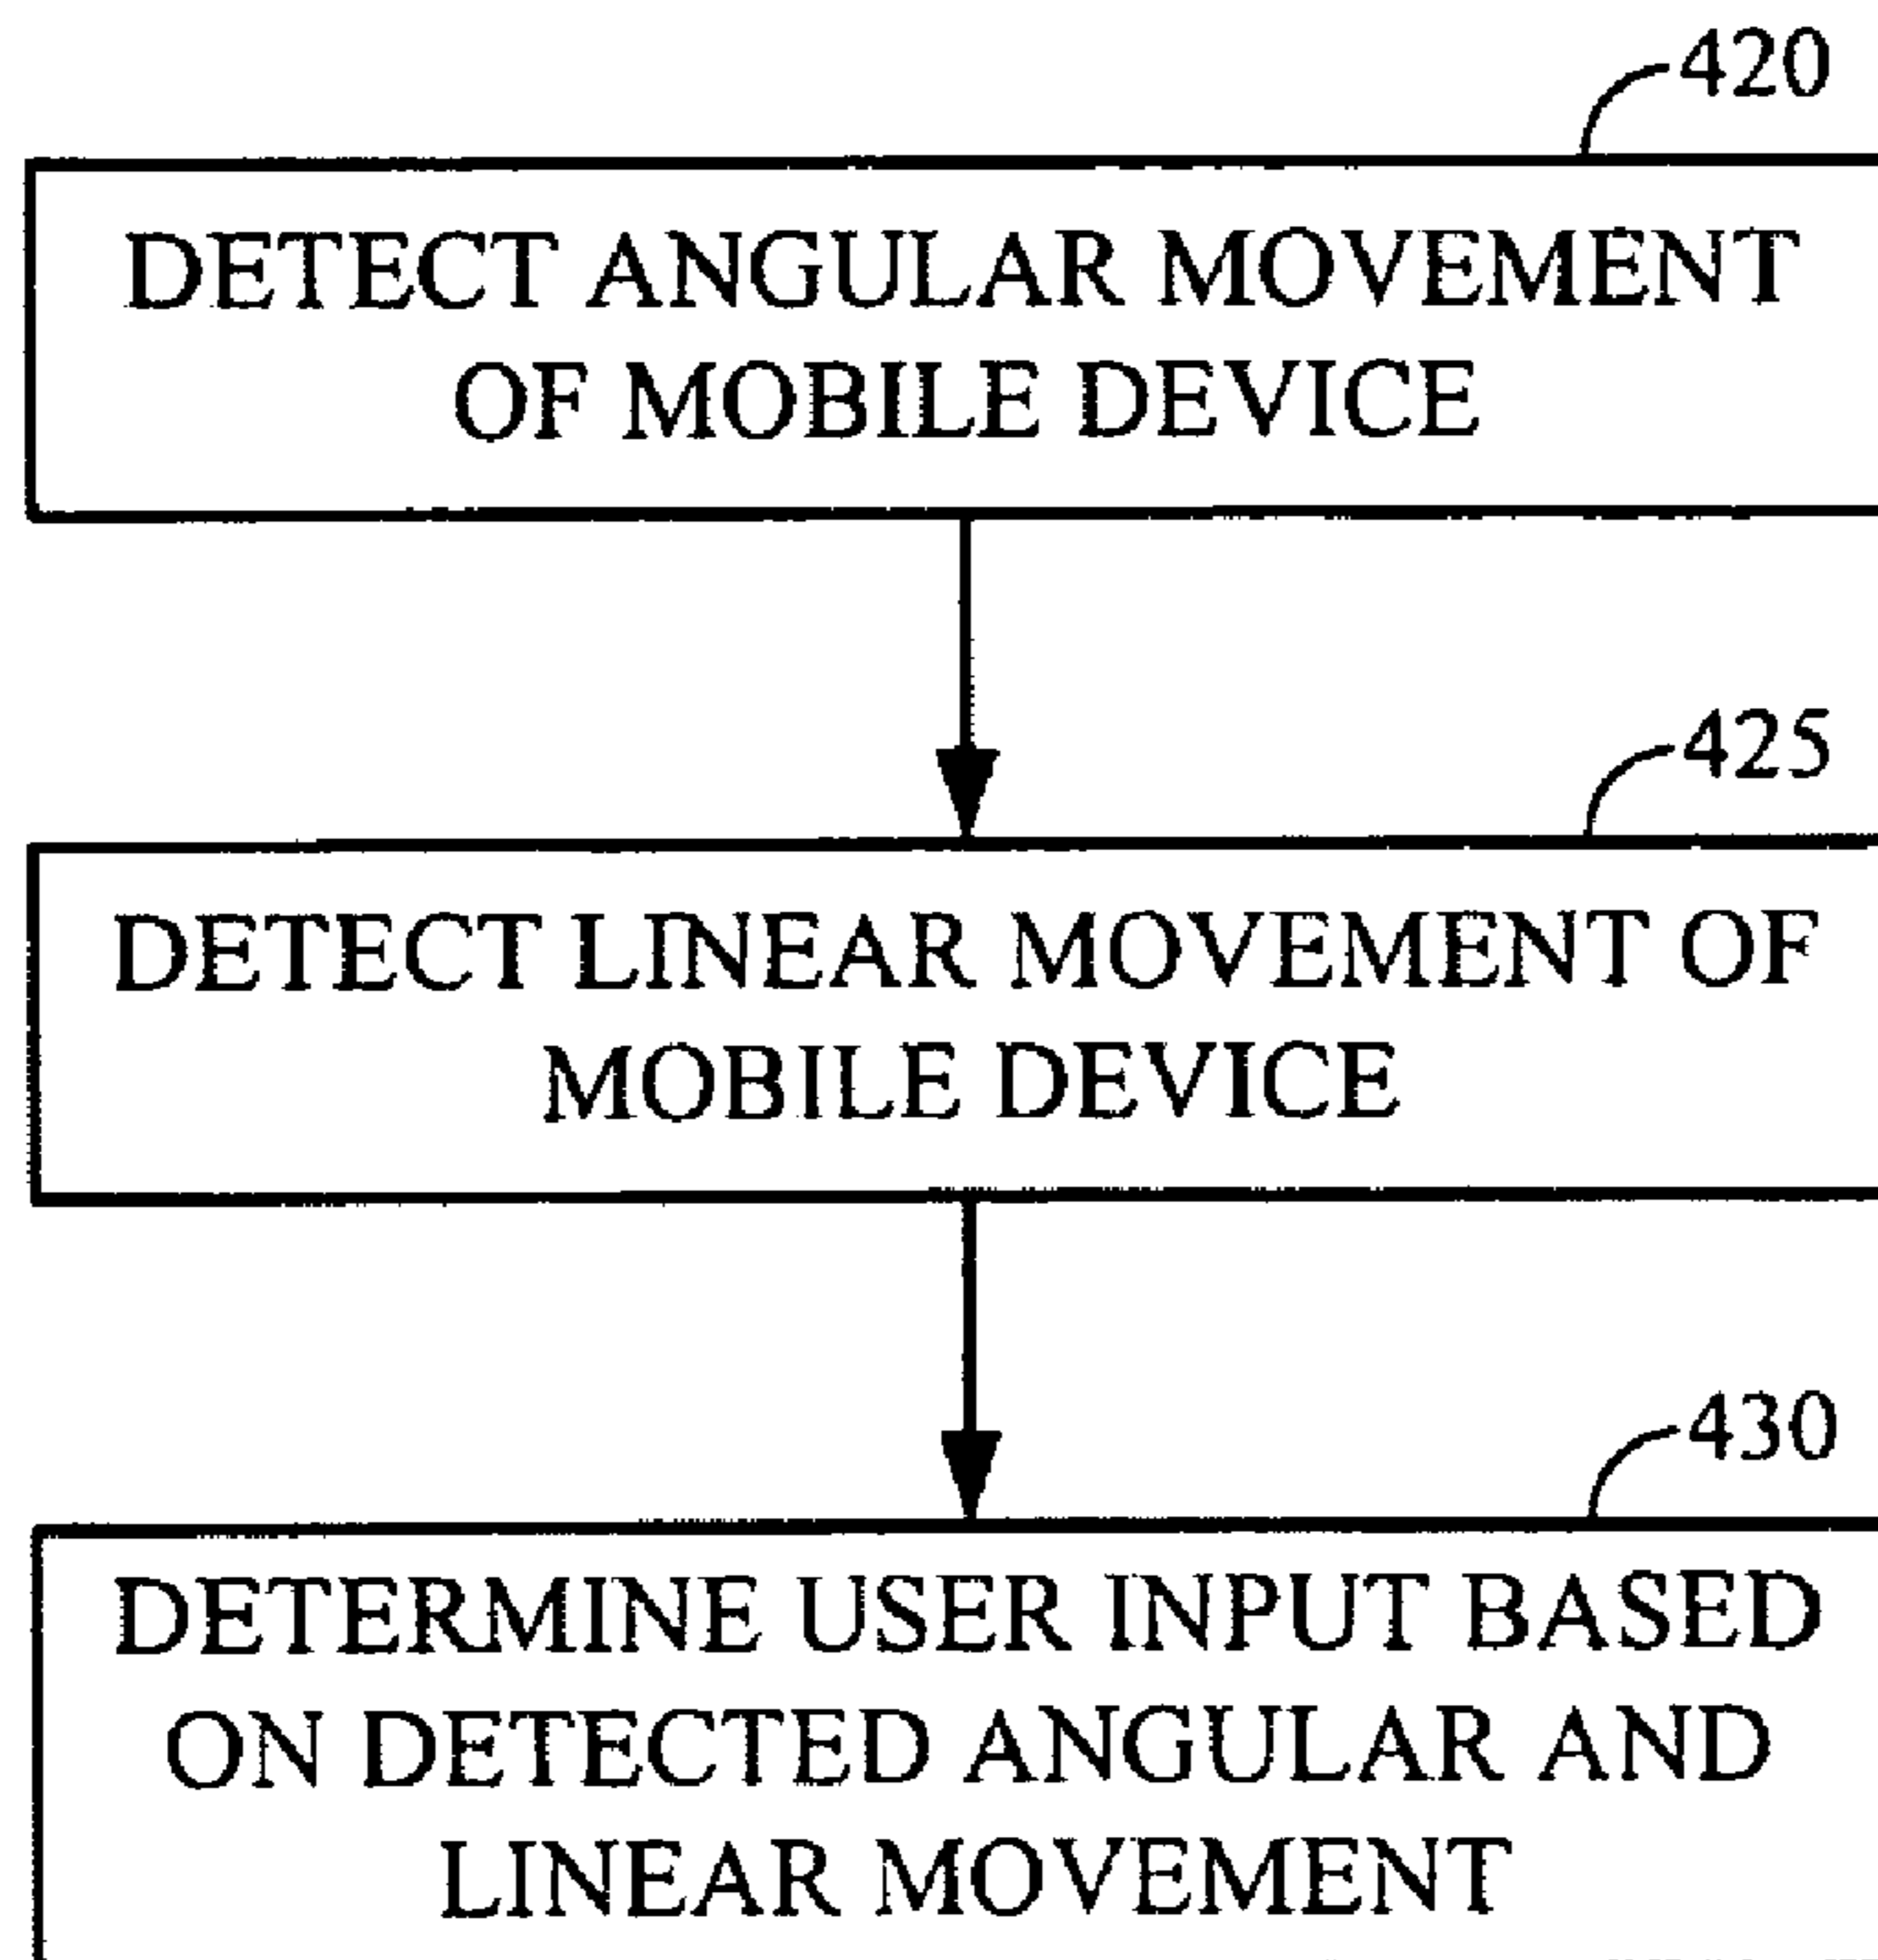 420
DETECT ANGULAR MOVEMENT
OF MOBILE DEVICE
425
DETECT LINEAR MOVEMENT OF
MOBILE DEVICE
430
DETERMINE USER INPUT BASED
ON DETECTED ANGULAR AND
LINEAR MOVEMENT